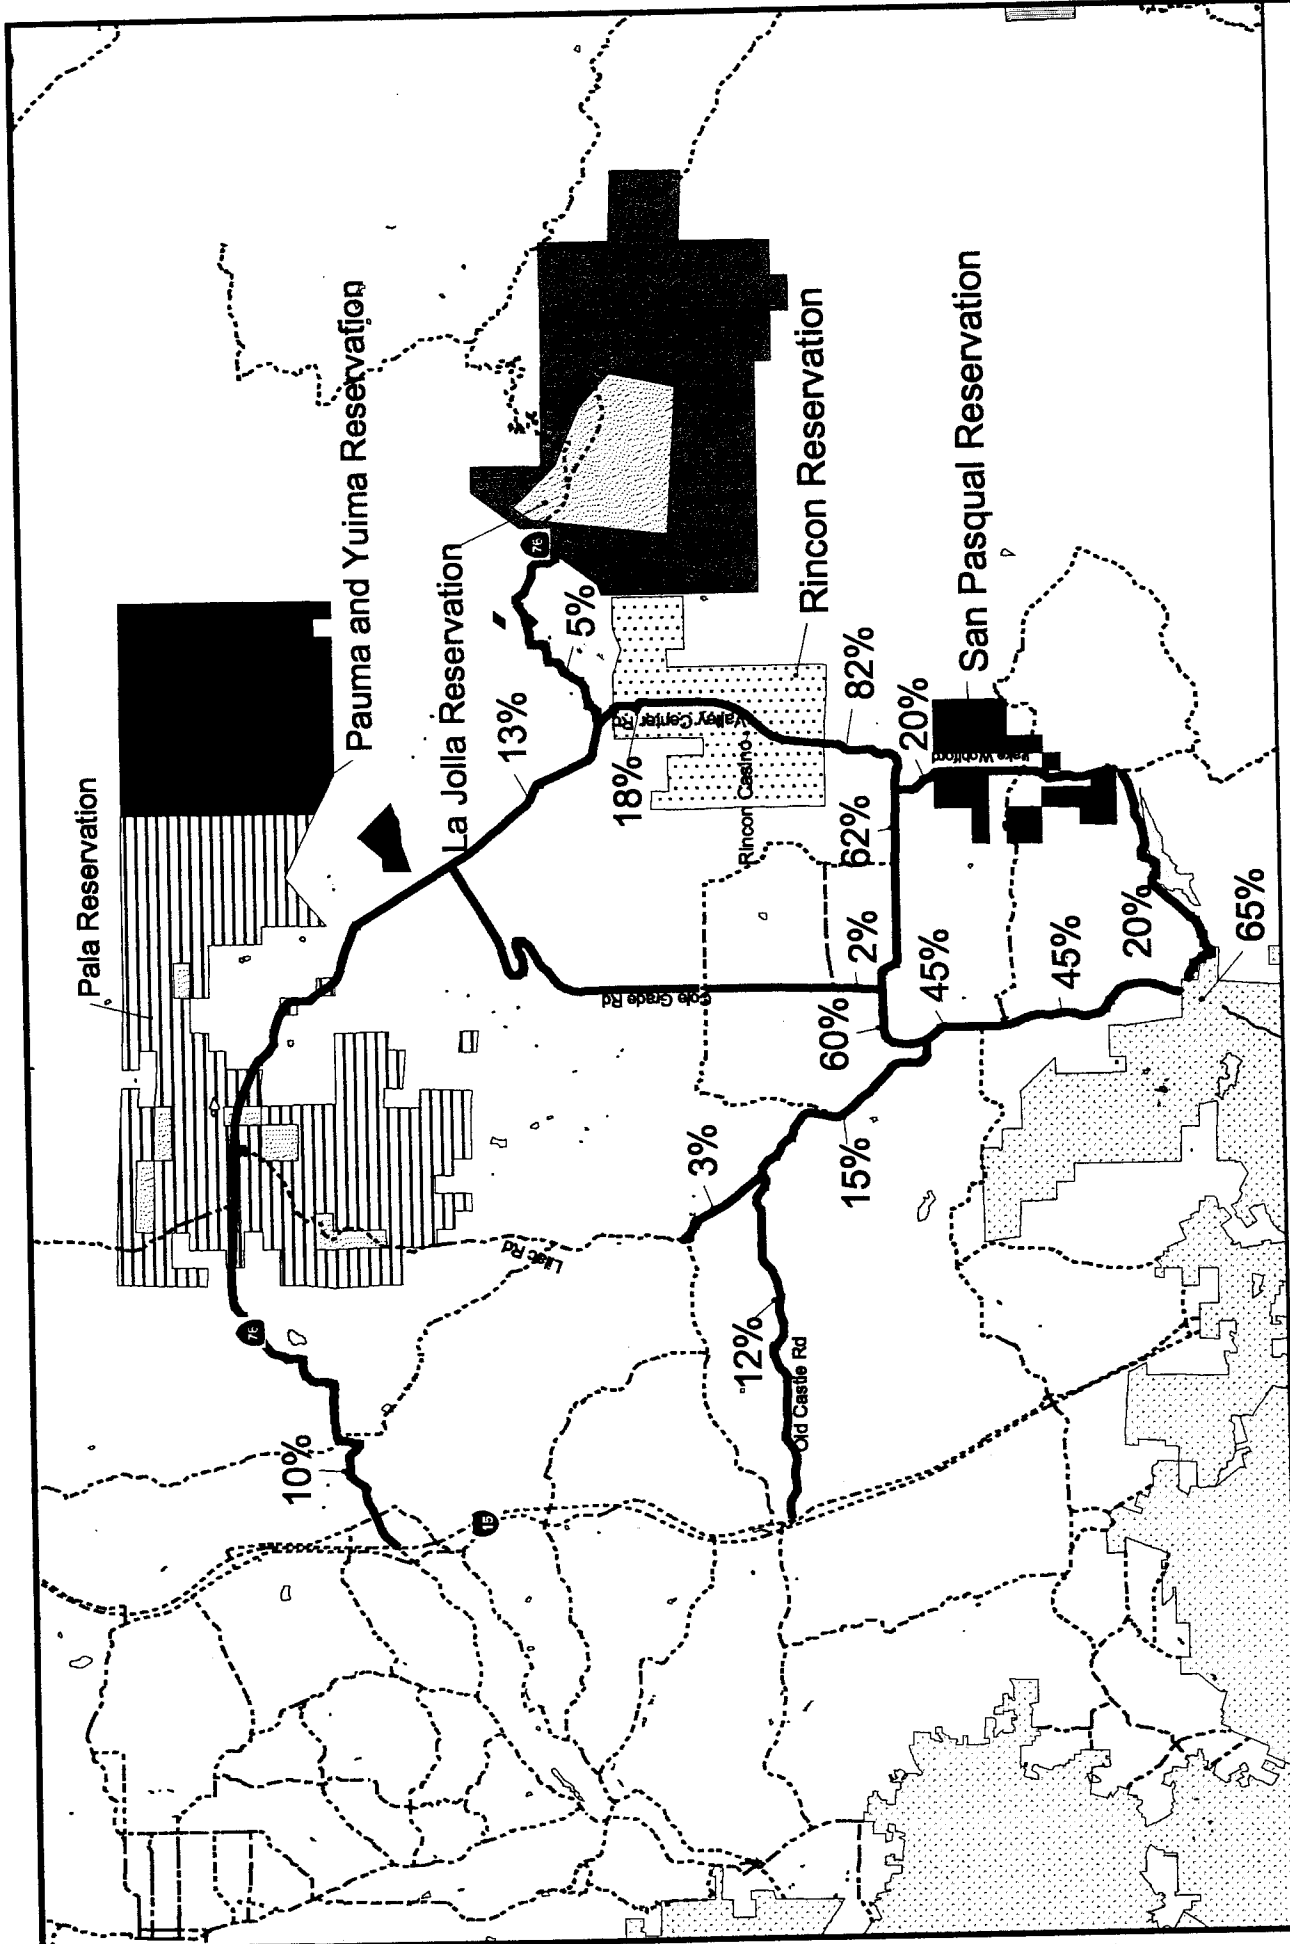 Pala Reservation
Pauma and Yuima Reservation
La Jolla Reservation
Rincon Reservation
San Pasqual Reservation
76
76
15
10%
13%
5%
18%
82%
20%
62%
2%
60%
45%
45%
20%
65%
15%
3%
12%
Valley Center Rd
Rincon Casino
Lake Wohlford
Cole Grade Rd
Lilac Rd
Old Castle Rd